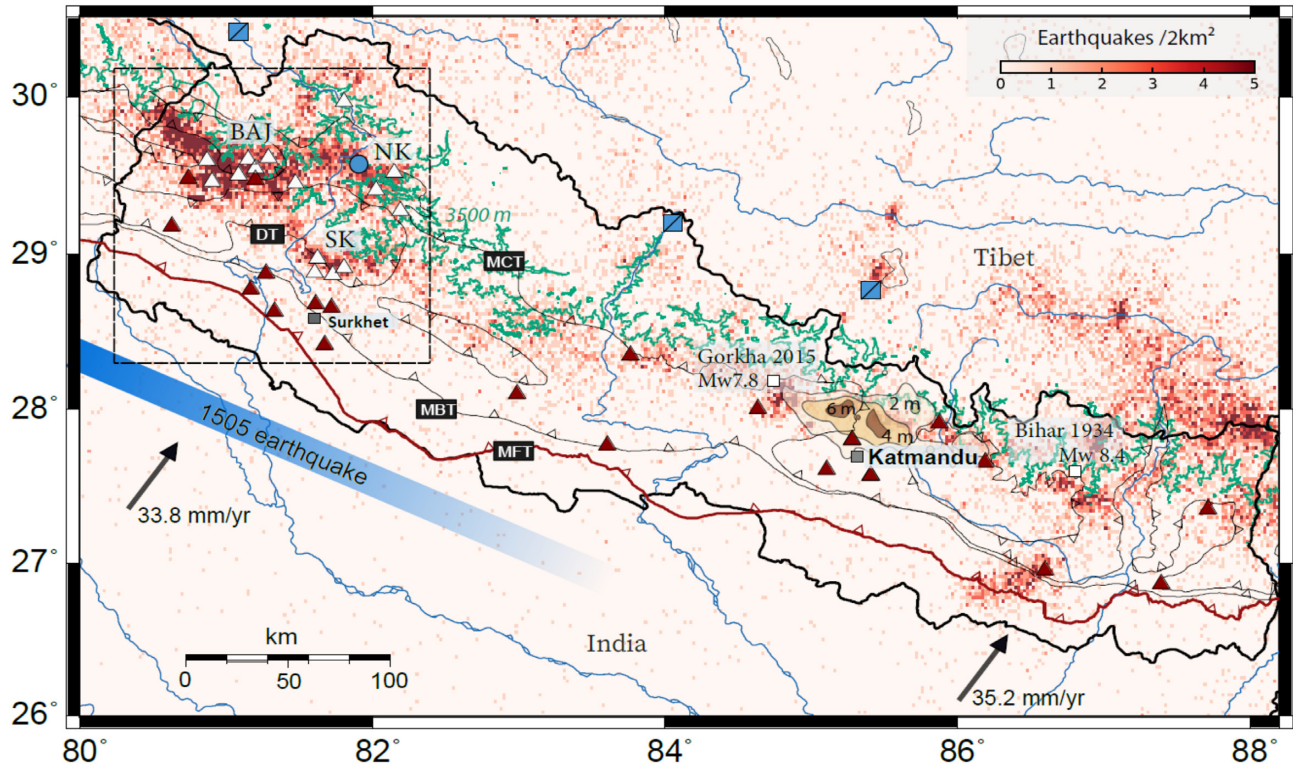 Earthquakes /2km²
0 1 2 3 4 5
30°
29°
28°
27°
26°
BAJ
NK
3500 m
DT
SK
MCT
Tibet
Surkhet
Gorkha 2015
Mw7.8
MBT
6 m
2 m
4 m
Bihar 1934
Mw 8.4
1505 earthquake
MFT
Katmandu
33.8 mm/yr
km
0 50 100
India
35.2 mm/yr
80° 82° 84° 86° 88°